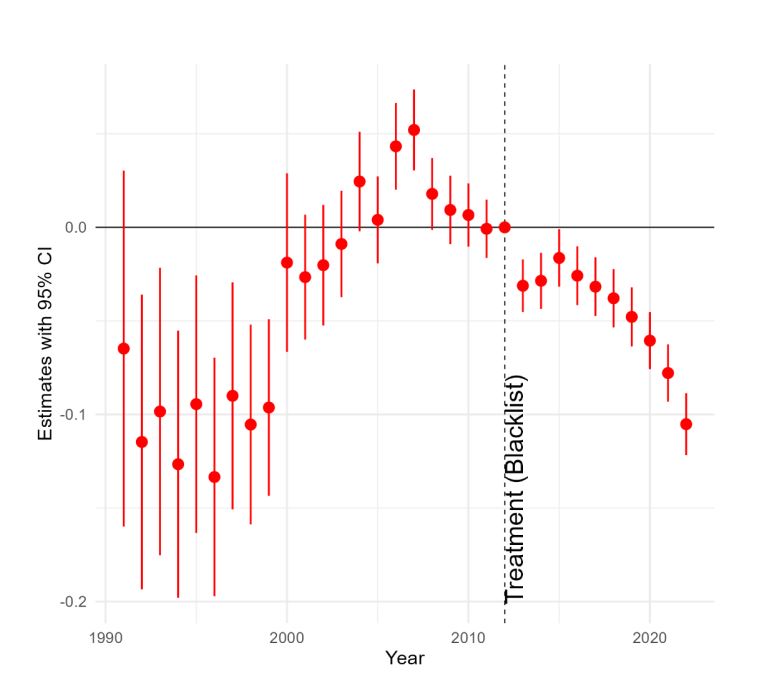 0.0
-0.1
-0.2
Estimates with 95% CI
Treatment (Blacklist)
1990 2000 2010 2020
Year